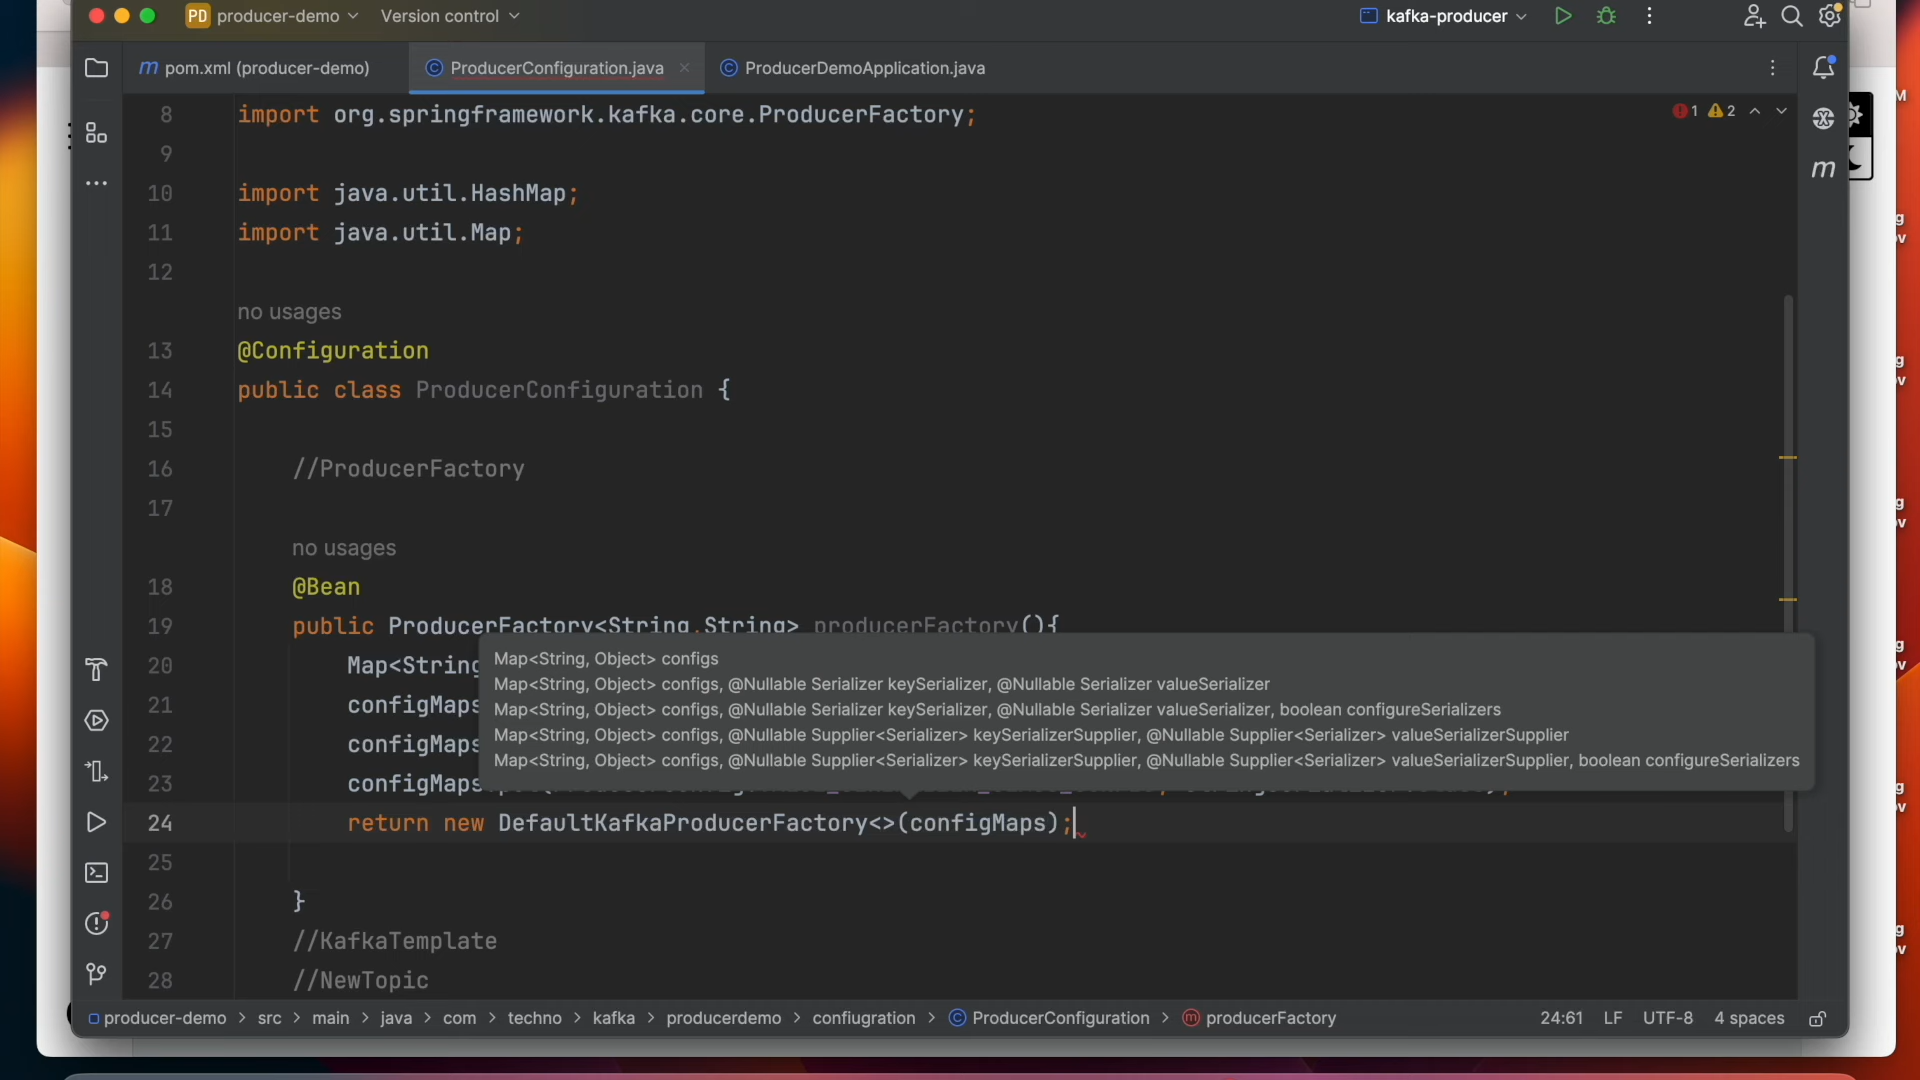 PD producer-demo Version control kafka-producer
m pom.xml (producer-demo) ProducerConfiguration.java ProducerDemoApplication.java
8 import org.springframework.kafka.core.ProducerFactory; 1 2
9
10 import java.util.HashMap;
11 import java.util.Map;
12
no usages
13 @Configuration
14 public class ProducerConfiguration {
15
16 //ProducerFactory
17
no usages
18 @Bean
19 public ProducerFactory<String,String> producerFactory(){
20 Map<String
21 configMaps
22 configMaps
23 configMaps
Map<String, Object> configs
Map<String, Object> configs, @Nullable Serializer keySerializer, @Nullable Serializer valueSerializer
Map<String, Object> configs, @Nullable Serializer keySerializer, @Nullable Serializer valueSerializer, boolean configureSerializers
Map<String, Object> configs, @Nullable Supplier<Serializer> keySerializerSupplier, @Nullable Supplier<Serializer> valueSerializerSupplier
Map<String, Object> configs, @Nullable Supplier<Serializer> keySerializerSupplier, @Nullable Supplier<Serializer> valueSerializerSupplier, boolean configureSerializers
24 return new DefaultKafkaProducerFactory<>(configMaps);
25
26 }
27 //KafkaTemplate
28 //NewTopic
producer-demo > src > main > java > com > techno > kafka > producerdemo > confiugration > ProducerConfiguration > producerFactory 24:61 LF UTF-8 4 spaces